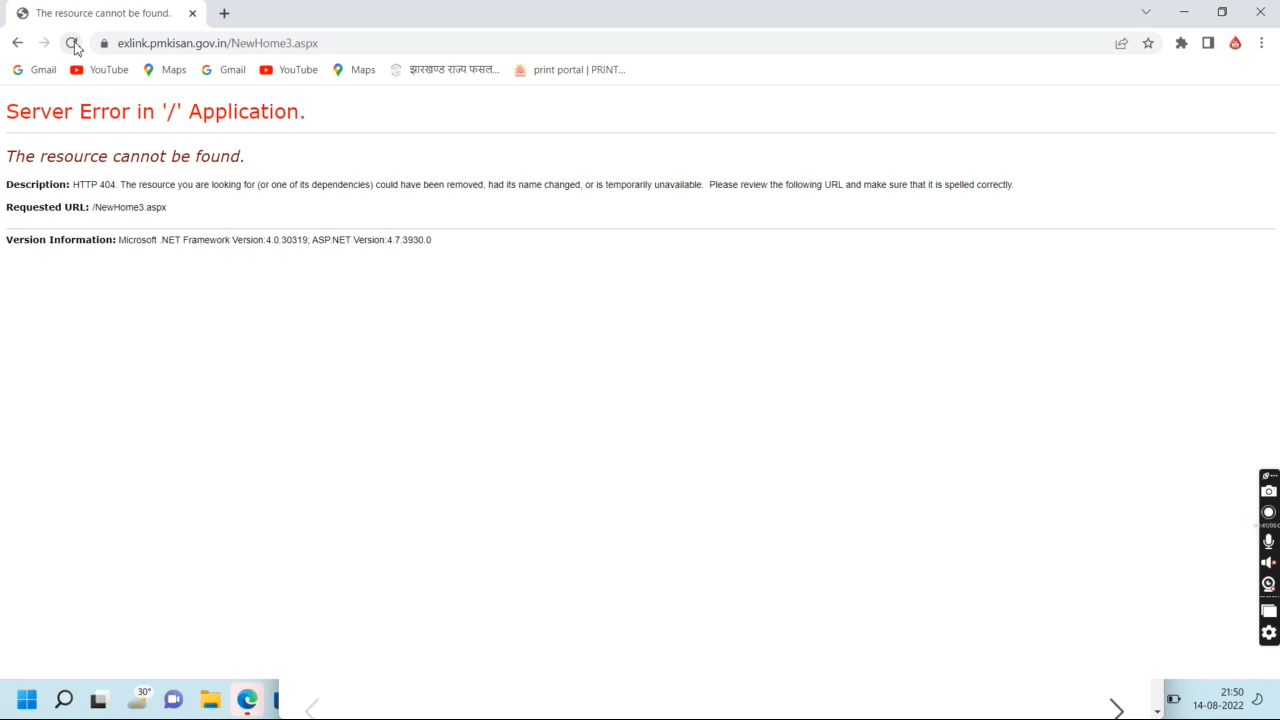 The resource cannot be found.
exlink.pmkisan.gov.in/NewHome3.aspx
Gmail YouTube Maps Gmail YouTube Maps झारखण्ड राज्य फसल... print portal | PRINT...
Server Error in '/' Application.
The resource cannot be found.
Description: HTTP 404. The resource you are looking for (or one of its dependencies) could have been removed, had its name changed, or is temporarily unavailable. Please review the following URL and make sure that it is spelled correctly.
Requested URL: /NewHome3.aspx
Version Information: Microsoft .NET Framework Version:4.0.30319; ASP.NET Version:4.7.3930.0
30°
21:50
14-08-2022